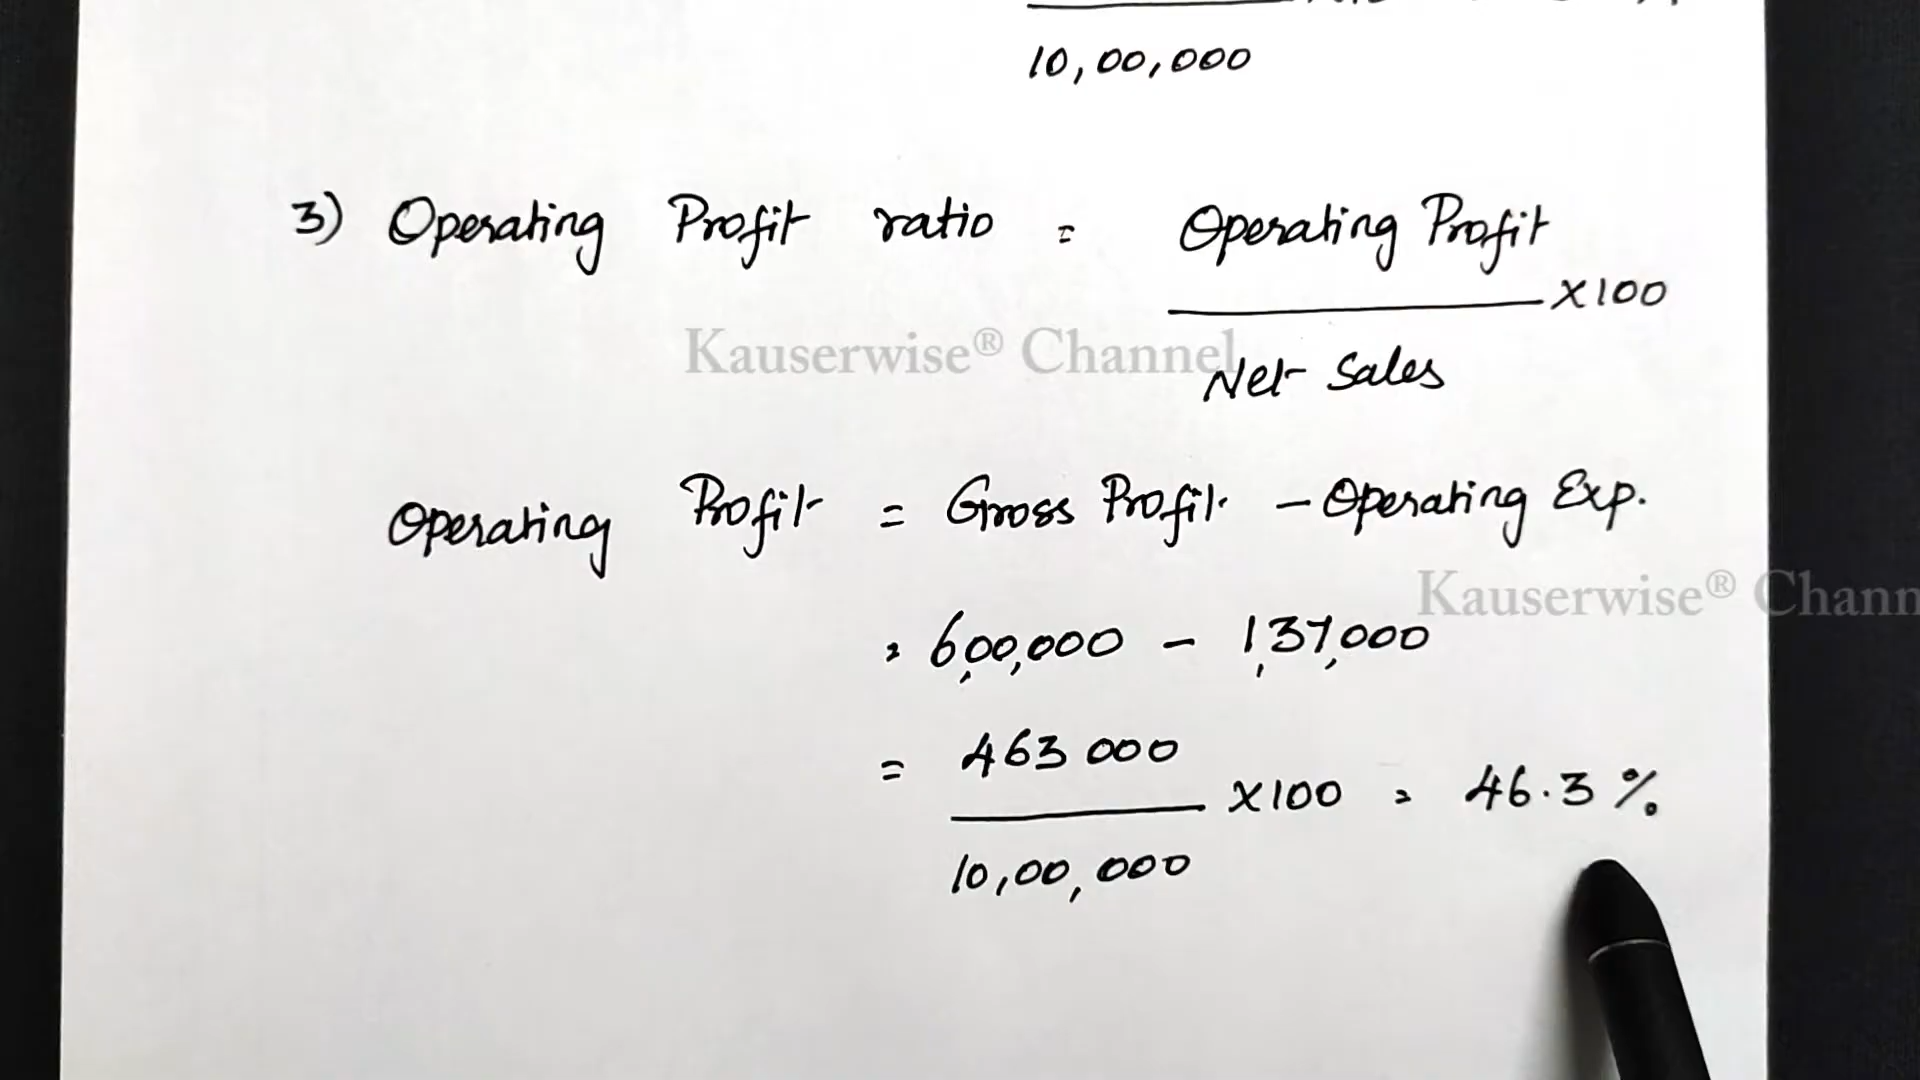 10,00,000
3) Operating Profit ratio = Operating Profit
X100
Kauserwise® Channel
Net Sales
Operating Profit = Gross Profit - Operating Exp.
Kauserwise® Chann
= 6,00,000 - 1,37,000
= 463 000
X100 = 46.3 %
10,00,000